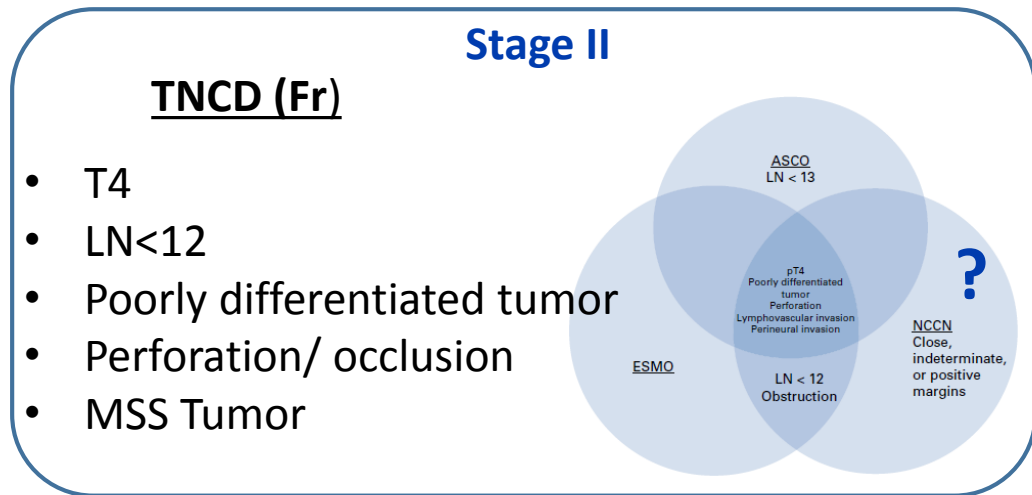 Stage II
TNCD (Fr)
• T4
• LN<12
• Poorly differentiated tumor
• Perforation/ occlusion
• MSS Tumor
ASCO
LN < 13
pT4
Poorly differentiated
tumor
Perforation
Lymphovascular invasion
Perineural invasion
?
NCCN
Close,
indeterminate,
or positive
margins
ESMO
LN < 12
Obstruction